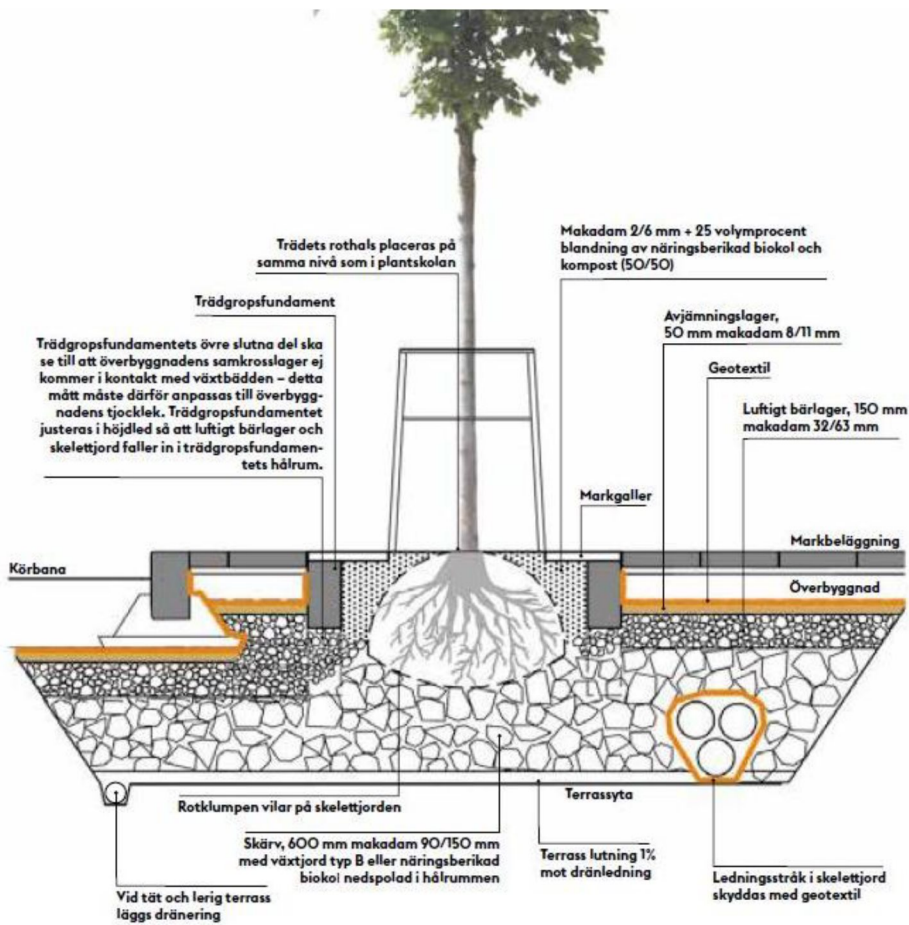 Trädets rothals placeras på
samma nivå som i plantskolan
Makadam 2/6 mm + 25 volymprocent
blandning av näringsberikad biokol och
kompost (50/50)
Trädgropsfundament
Avjämningslager,
50 mm makadam 8/11 mm
Trädgropsfundamentets övre slutna del ska
se till att överbyggnadens samkrosslager ej
kommer i kontakt med växtbädden – detta
mått måste därför anpassas till överbygg-
nadens tjocklek. Trädgropsfundamentet
justeras i höjdled så att luftigt bärlager och
skelettjord faller in i trädgropsfundamen-
tets hålrum.
Geotextil
Luftigt bärlager, 150 mm
makadam 32/63 mm
Markgaller
Markbeläggning
Körbana
Överbyggnad
Terrassyta
Rotklumpen vilar på skelettjorden
Skärv, 600 mm makadam 90/150 mm
med växtjord typ B eller näringsberikad
biokol nedspolad i hålrummen
Terrass lutning 1%
mot dränledning
Ledningsstråk i skelettjord
skyddas med geotextil
Vid tät och lerig terrass
läggs dränering